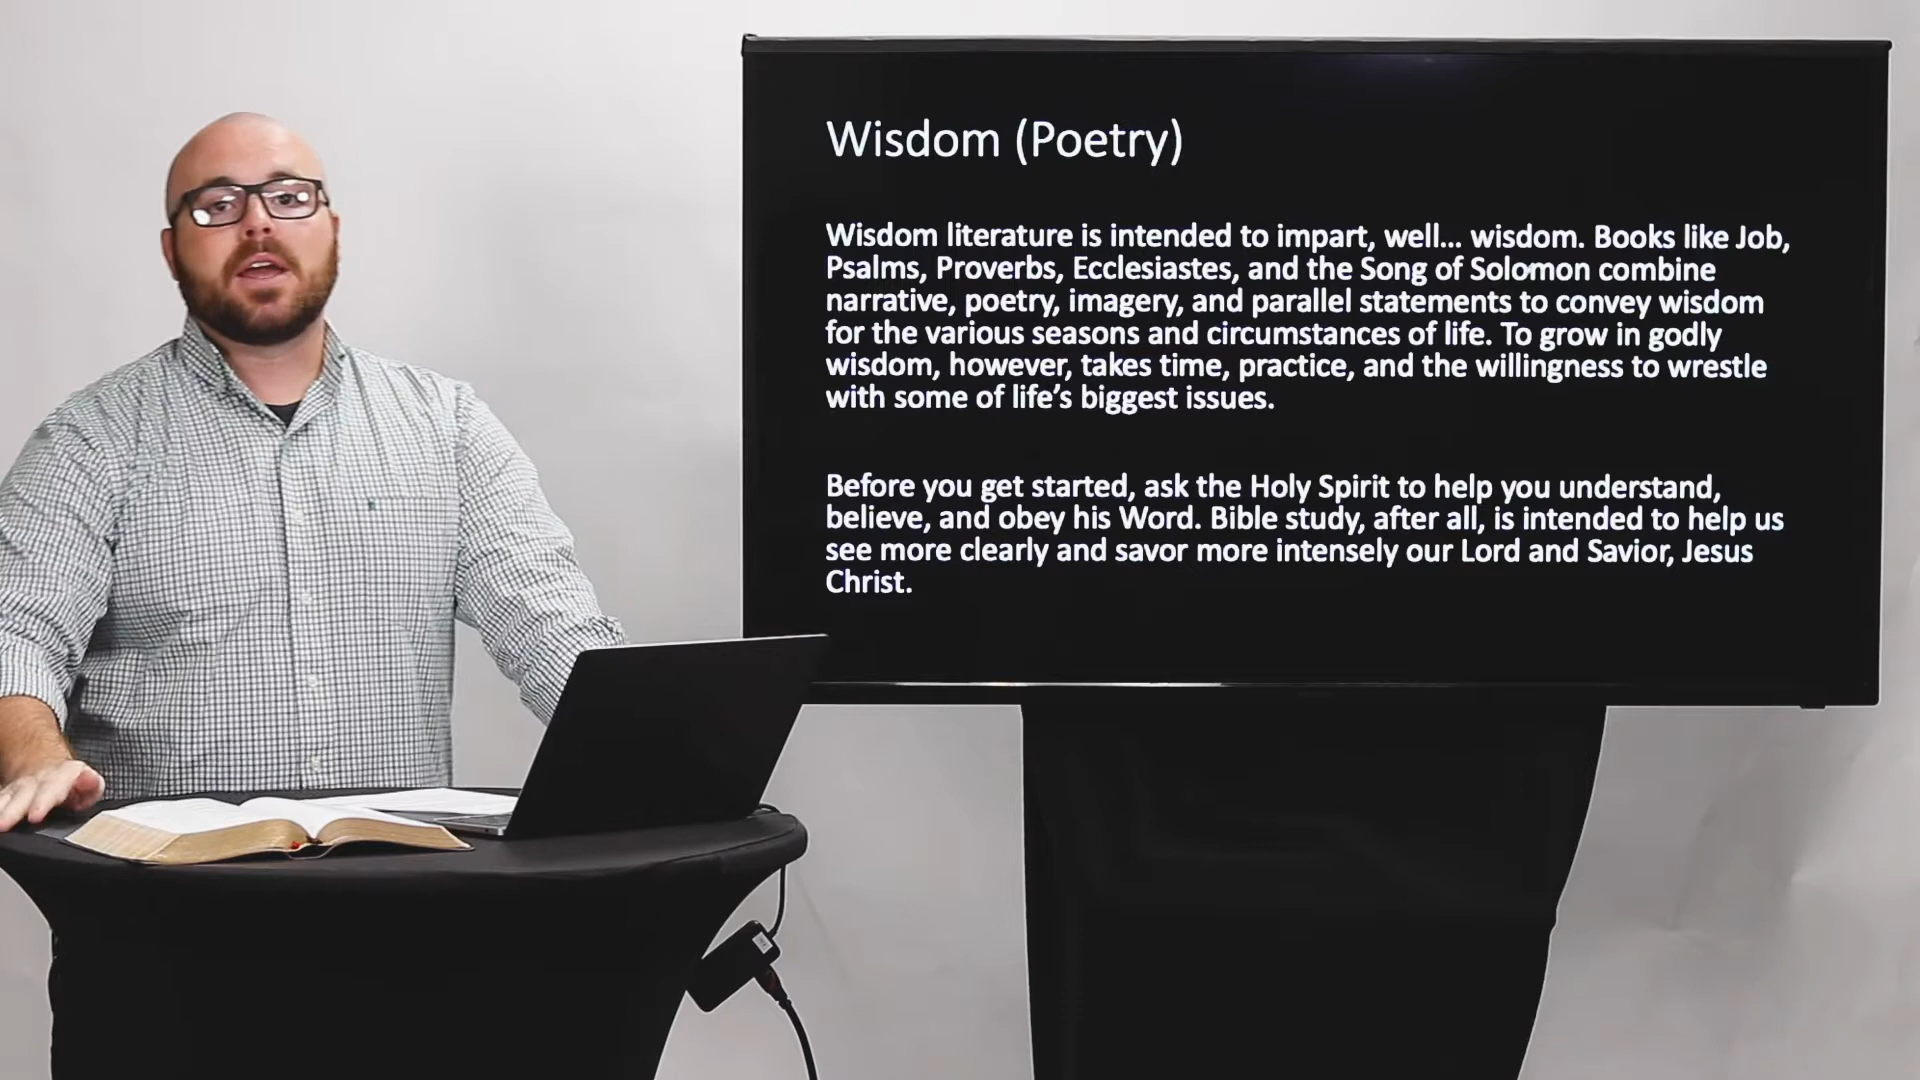 Wisdom (Poetry)
Wisdom literature is intended to impart, well... wisdom. Books like Job,
Psalms, Proverbs, Ecclesiastes, and the Song of Solomon combine
narrative, poetry, imagery, and parallel statements to convey wisdom
for the various seasons and circumstances of life. To grow in godly
wisdom, however, takes time, practice, and the willingness to wrestle
with some of life’s biggest issues.
Before you get started, ask the Holy Spirit to help you understand,
believe, and obey his Word. Bible study, after all, is intended to help us
see more clearly and savor more intensely our Lord and Savior, Jesus
Christ.